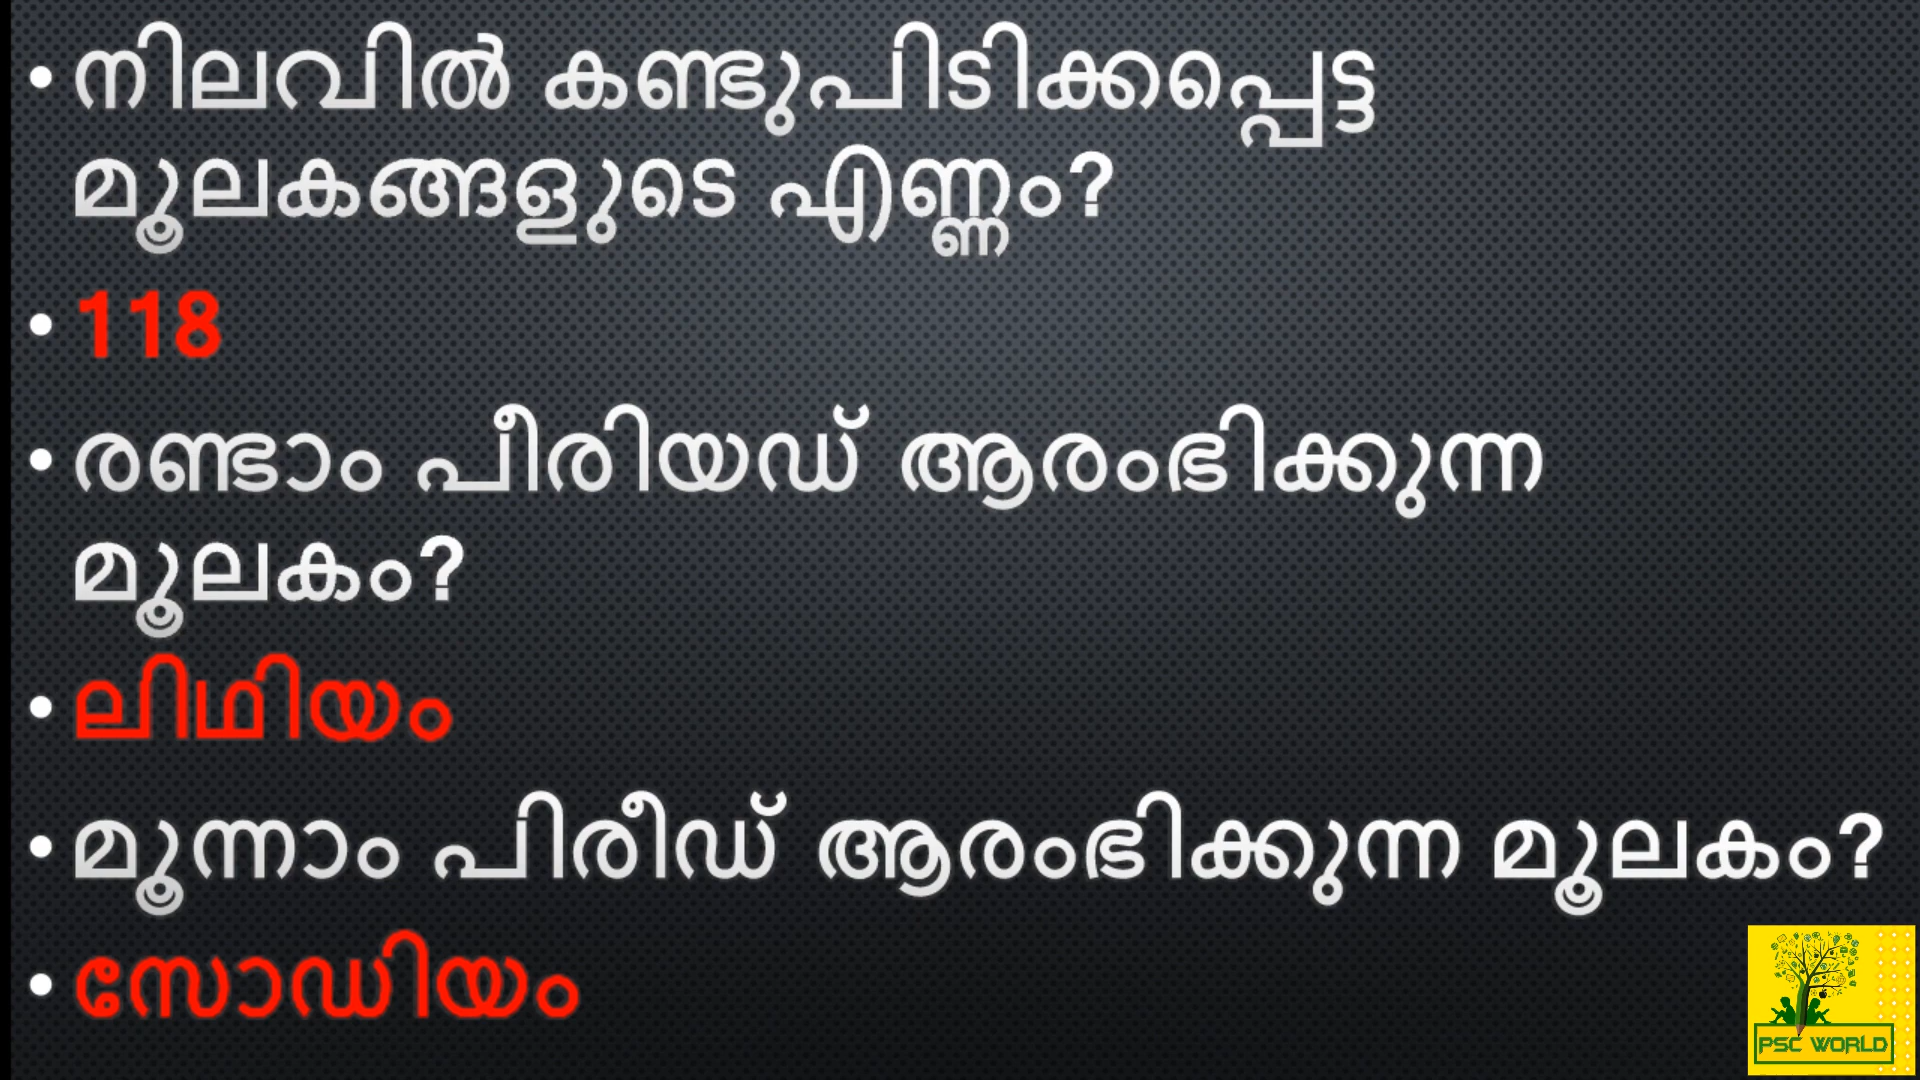 • നിലവിൽ കണ്ടുപിടിക്കപ്പെട്ട
മൂലകങ്ങളുടെ എണ്ണം?
• 118
• രണ്ടാം പീരിയഡ് ആരംഭിക്കുന്ന
മൂലകം?
• ലിഥിയം
• മൂന്നാം പിരീഡ് ആരംഭിക്കുന്ന മൂലകം?
• സോഡിയം
PSC WORLD